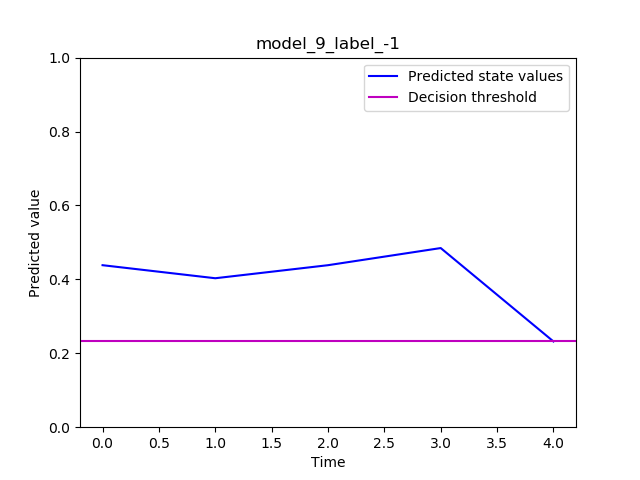 model_9_label_-1
1.0
Predicted state values
Decision threshold
0.8
0.6
0.4
0.2
0.0
Predicted value
0.0 0.5 1.0 1.5 2.0 2.5 3.0 3.5 4.0
Time